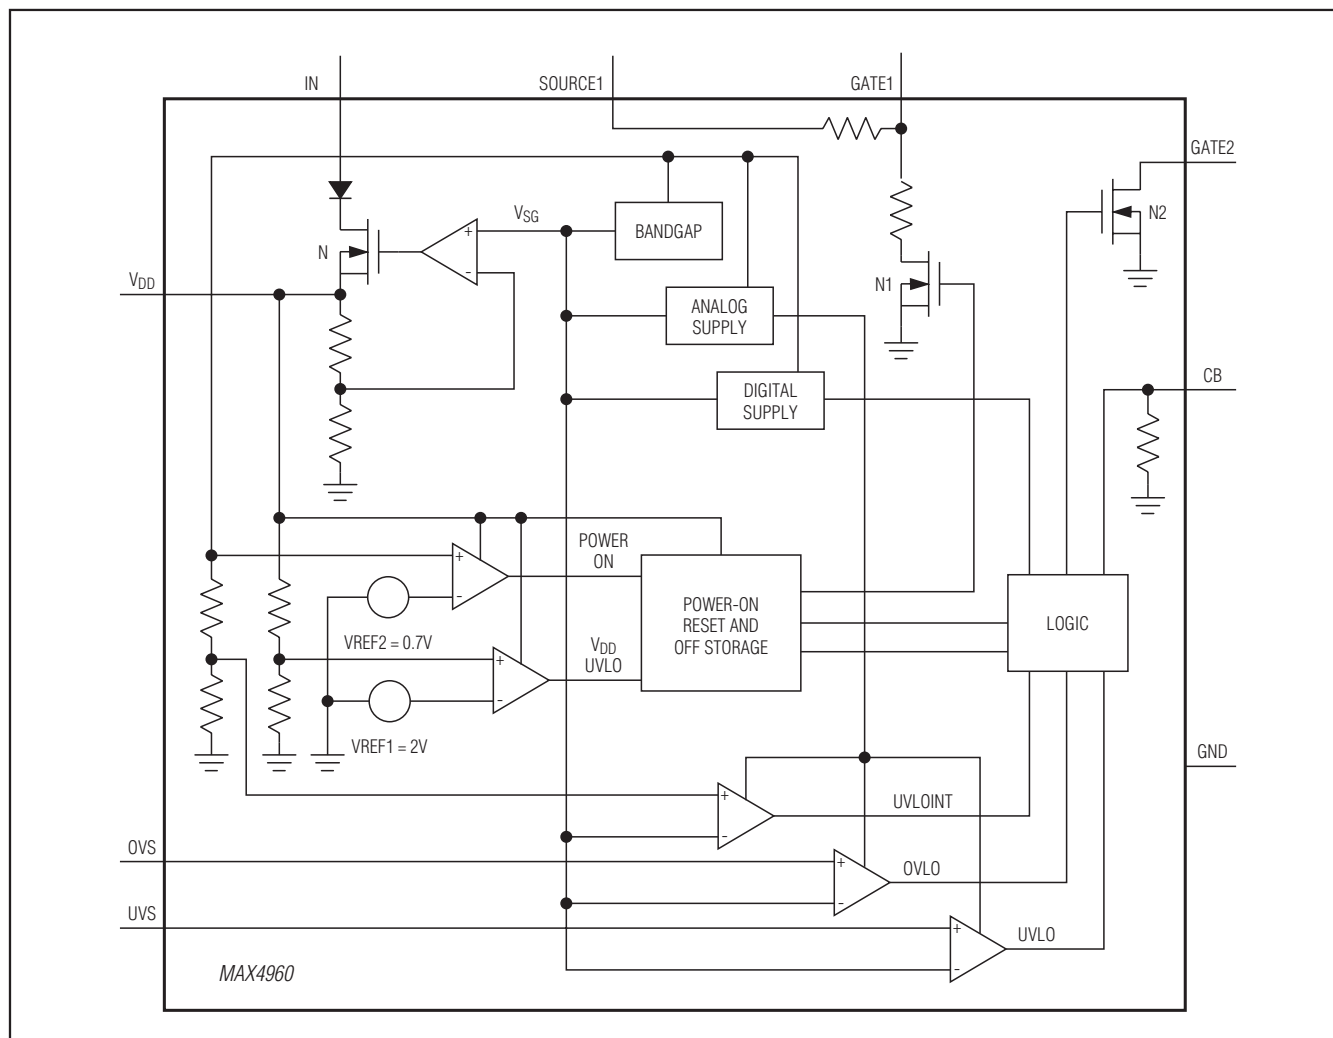 IN
SOURCE1
GATE1
GATE2
N2
VSG
+
-
BANDGAP
N
VDD
N1
ANALOG
SUPPLY
DIGITAL
SUPPLY
CB
POWER
ON
+
-
VREF2 = 0.7V
VDD
UVLO
+
-
VREF1 = 2V
POWER-ON
RESET AND
OFF STORAGE
LOGIC
GND
+
-
UVLOINT
OVS
+
-
OVLO
UVS
+
-
UVLO
MAX4960